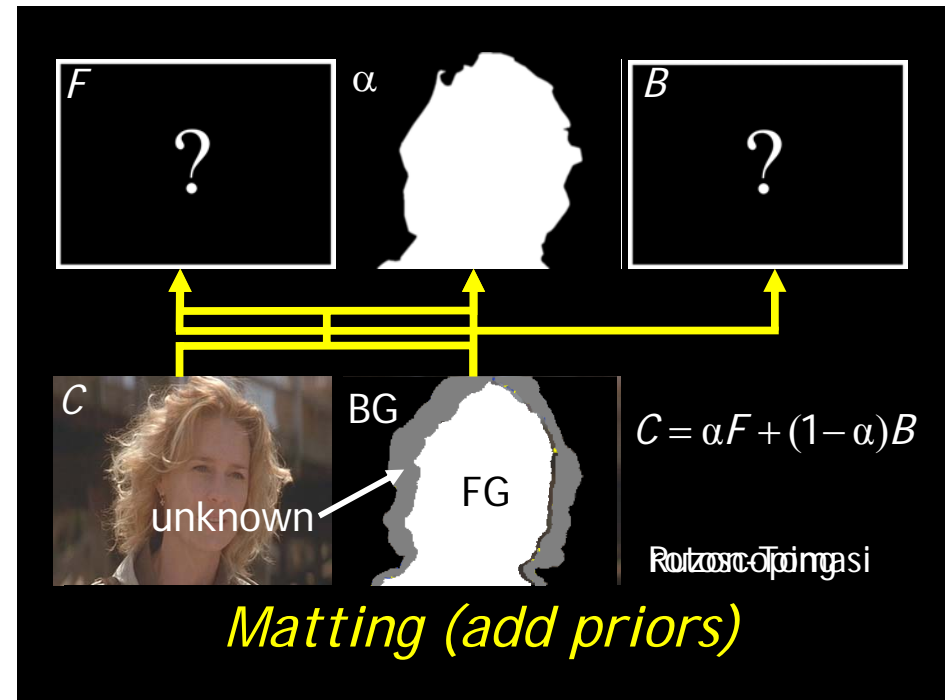 F α B
? ?
C BG C = αF + (1 − α)B
FG
unknown
Matting (add priors)